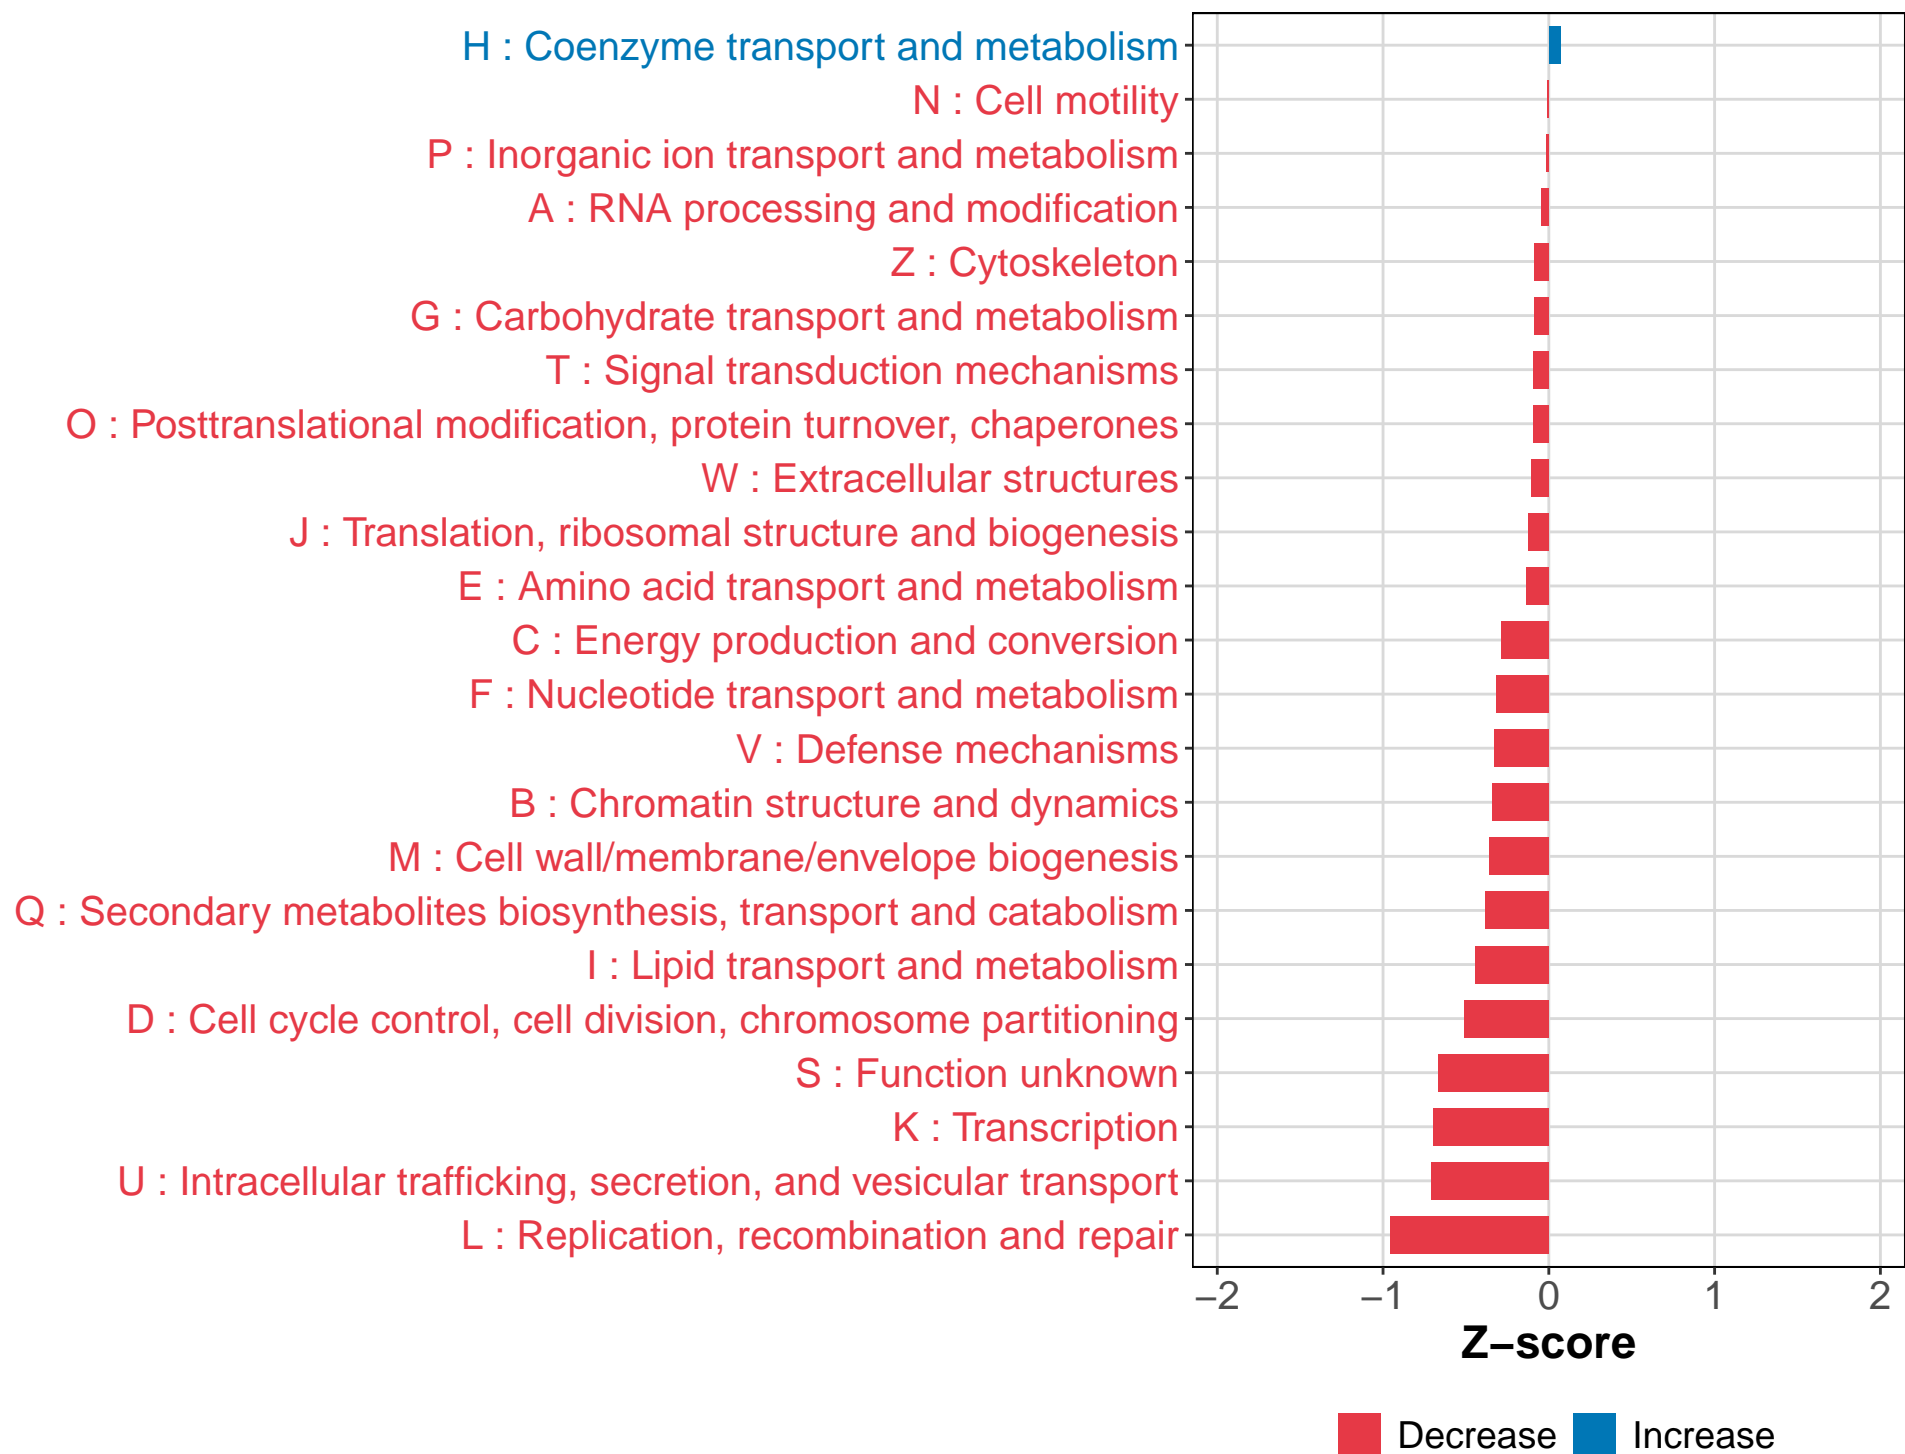 H : Coenzyme transport and metabolism
N : Cell motility
P : Inorganic ion transport and metabolism
A : RNA processing and modification
Z : Cytoskeleton
G : Carbohydrate transport and metabolism
T : Signal transduction mechanisms
O : Posttranslational modification, protein turnover, chaperones
W : Extracellular structures
J : Translation, ribosomal structure and biogenesis
E : Amino acid transport and metabolism
C : Energy production and conversion
F : Nucleotide transport and metabolism
V : Defense mechanisms
B : Chromatin structure and dynamics
M : Cell wall/membrane/envelope biogenesis
Q : Secondary metabolites biosynthesis, transport and catabolism
I : Lipid transport and metabolism
D : Cell cycle control, cell division, chromosome partitioning
S : Function unknown
K : Transcription
U : Intracellular trafficking, secretion, and vesicular transport
L : Replication, recombination and repair
−2 −1 0 1 2
Z−score
Decrease Increase